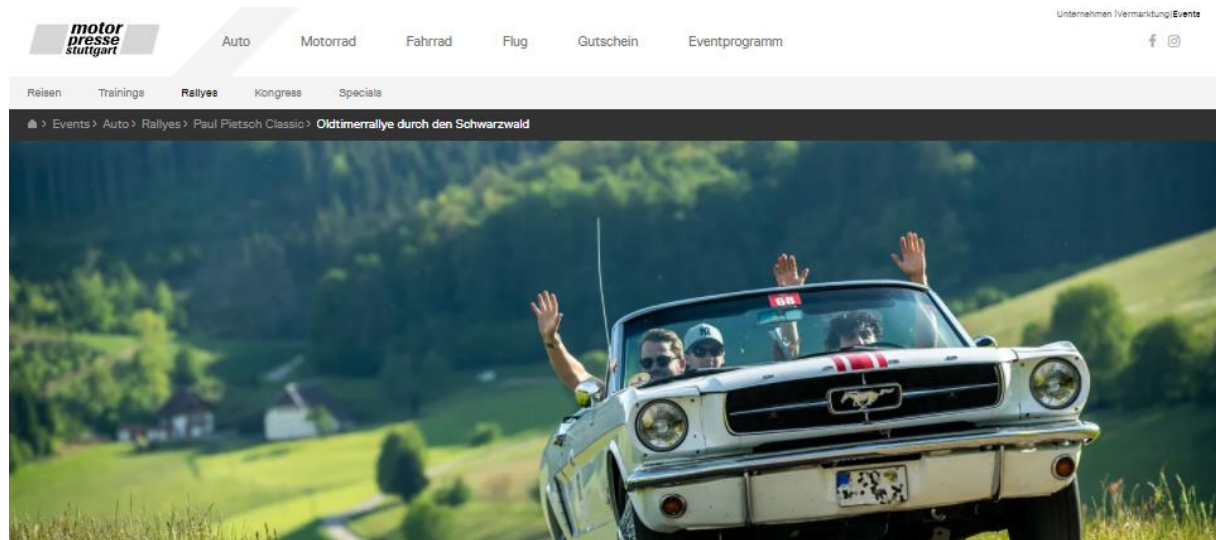 Unternehmen |Vermarktung|Events
motor
presse
stuttgart
Auto Motorrad Fahrrad Flug Gutschein Eventprogramm
Reisen Trainings Rallyes Kongress Specials
> Events > Auto > Rallyes > Paul Pietsch Classic > Oldtimerrallye durch den Schwarzwald
68
NY